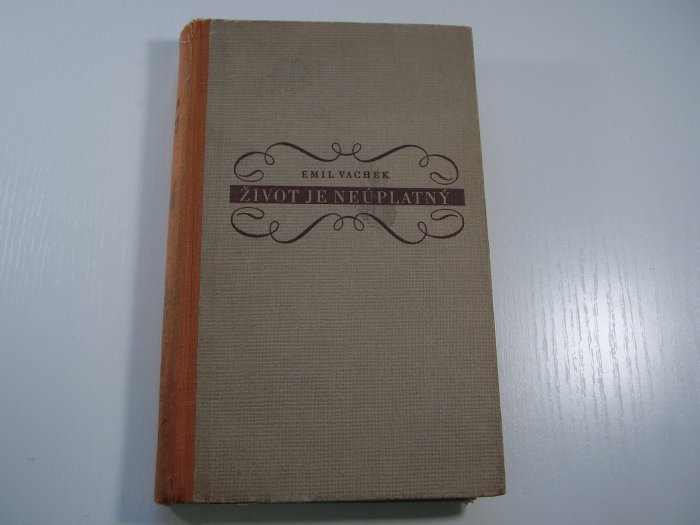 EMIL VACHEK
ŽIVOT JE NEÚPLATNÝ